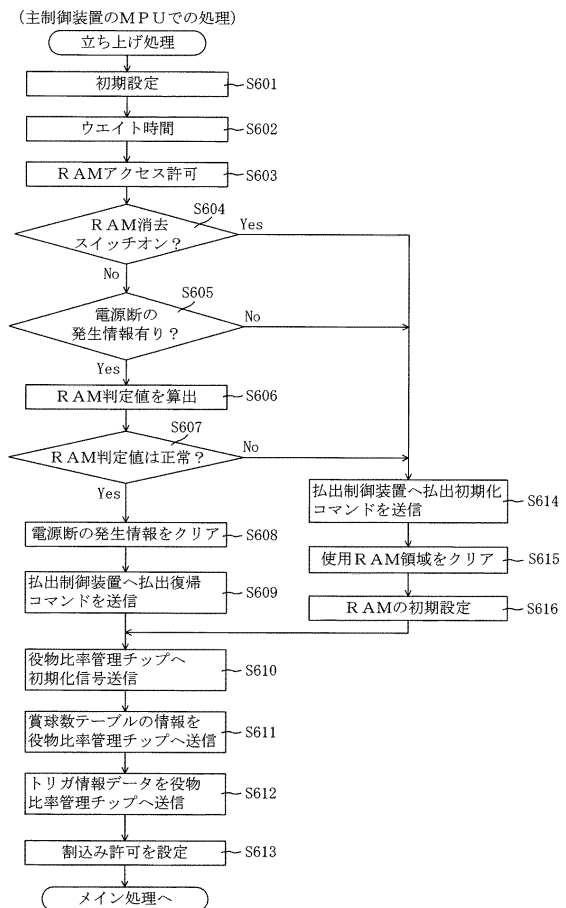 (主制御装置のMPUでの処理)
立ち上げ処理
初期設定
S601
ウエイト時間
S602
RAMアクセス許可
S603
S604
RAM消去
スイッチオン?
Yes
No
S605
電源断の
発生情報有り?
No
Yes
RAM判定値を算出
S606
S607
RAM判定値は正常?
No
Yes
電源断の発生情報をクリア
S608
払出制御装置へ払出復帰
コマンドを送信
S609
払出制御装置へ払出初期化
コマンドを送信
S614
使用RAM領域をクリア
S615
RAMの初期設定
S616
役物比率管理チップへ
初期化信号送信
S610
賞球数テーブルの情報を
役物比率管理チップへ送信
S611
トリガ情報データを役物
比率管理チップへ送信
S612
割込み許可を設定
S613
メイン処理へ